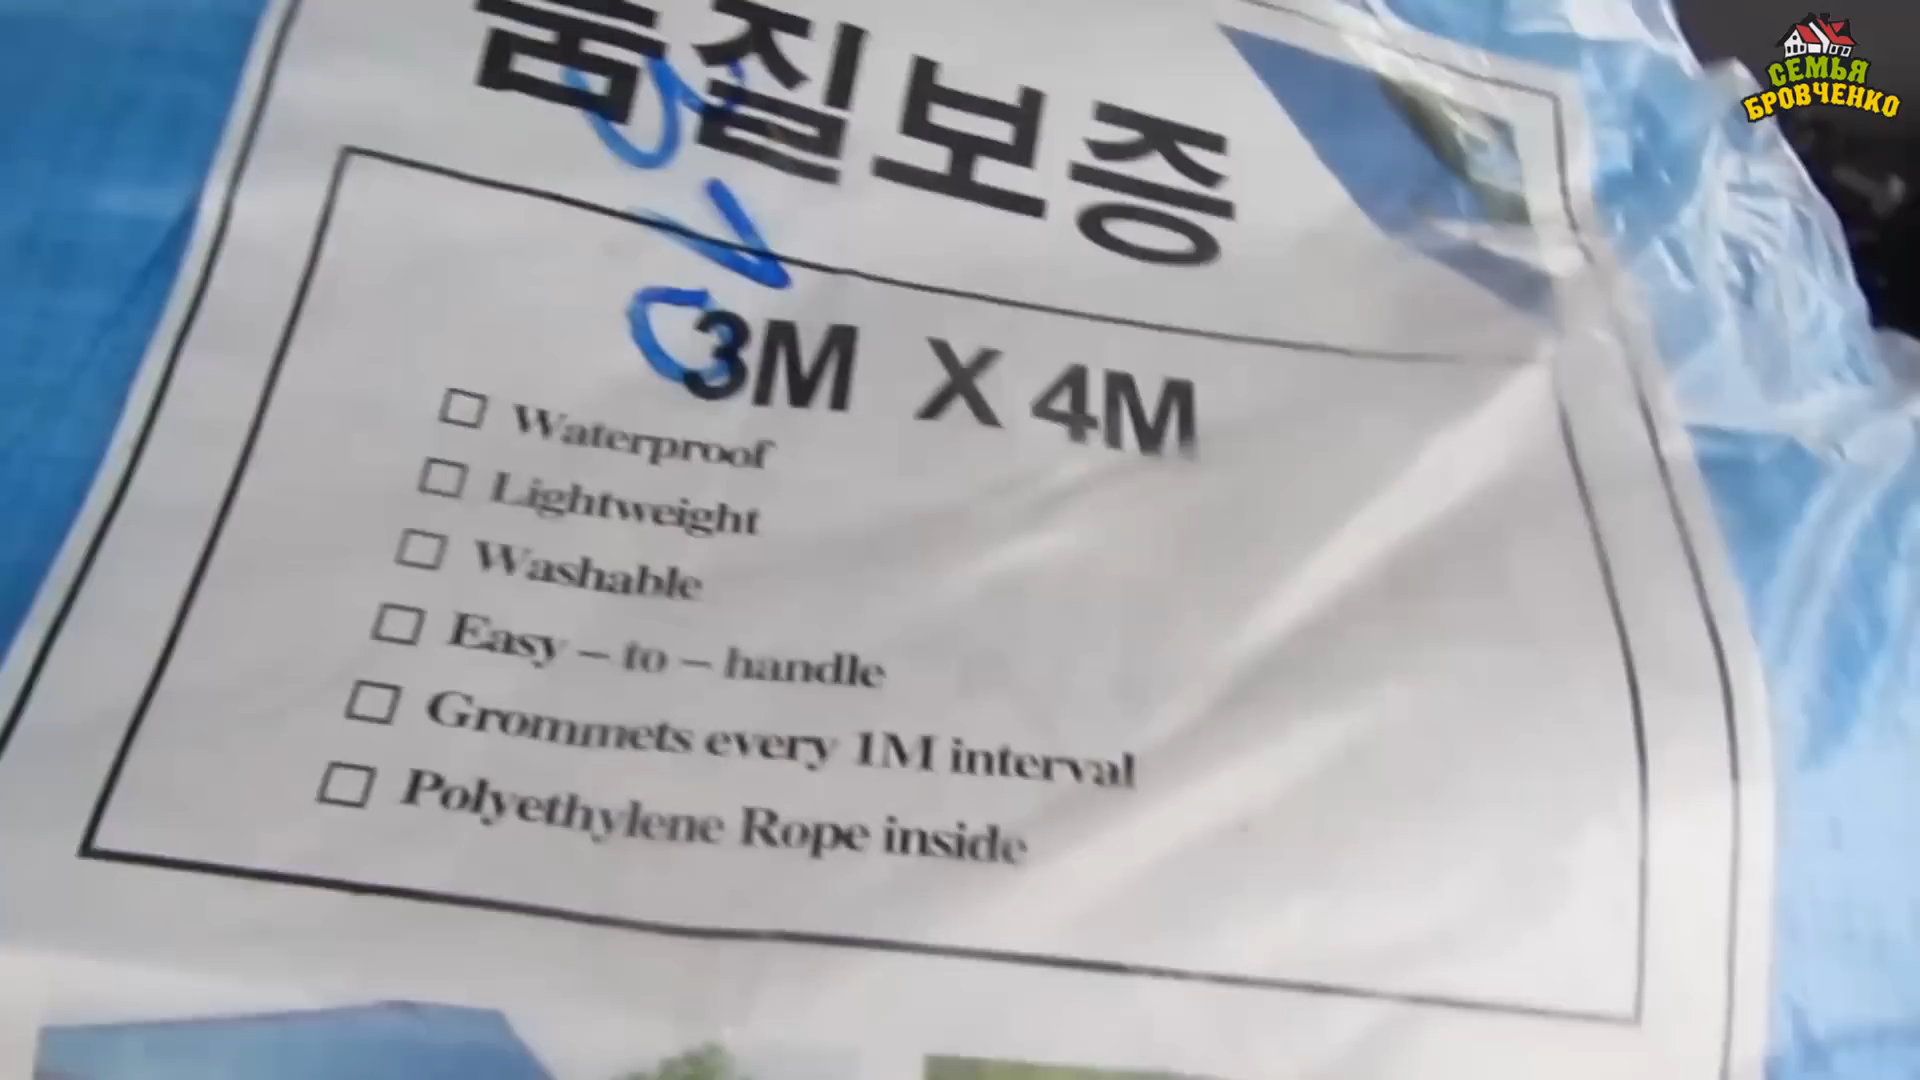 품질보증
3M X 4M
Waterproof
Lightweight
Washable
Easy – to – handle
Grommets every 1M interval
Polyethylene Rope inside
СЕМЬЯ
БРОВЧЕНКО